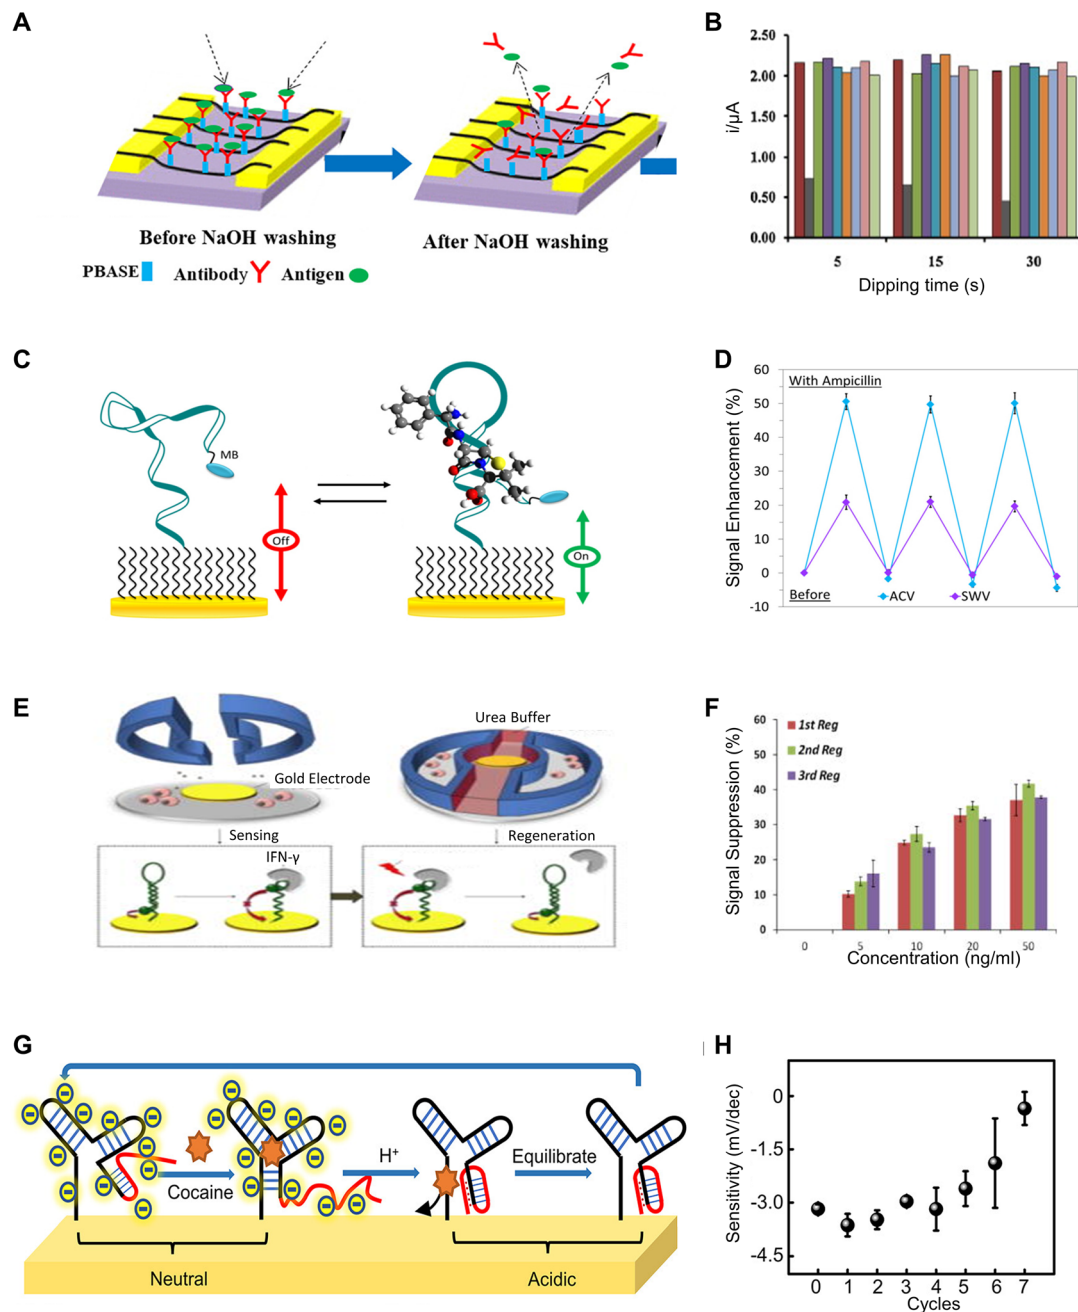 A
Before NaOH washing
After NaOH washing
PBASE Antibody Antigen
B
i/µA
2.50
2.00
1.50
1.00
0.50
0.00
5 15 30
Dipping time (s)
C
MB
Off
On
D
Signal Enhancement (%)
With Ampicillin
60
50
40
30
20
10
0
-10
Before
ACV SWV
E
Gold Electrode
Urea Buffer
Sensing
Regeneration
IFN-γ
F
Signal Suppression (%)
60
50
40
30
20
10
0
1st Reg
2nd Reg
3rd Reg
0 5 10 20 50
Concentration (ng/ml)
G
Cocaine
H+
Equilibrate
Neutral
Acidic
H
Sensitivity (mV/dec)
0
-1.5
-3.0
-4.5
0 1 2 3 4 5 6 7
Cycles